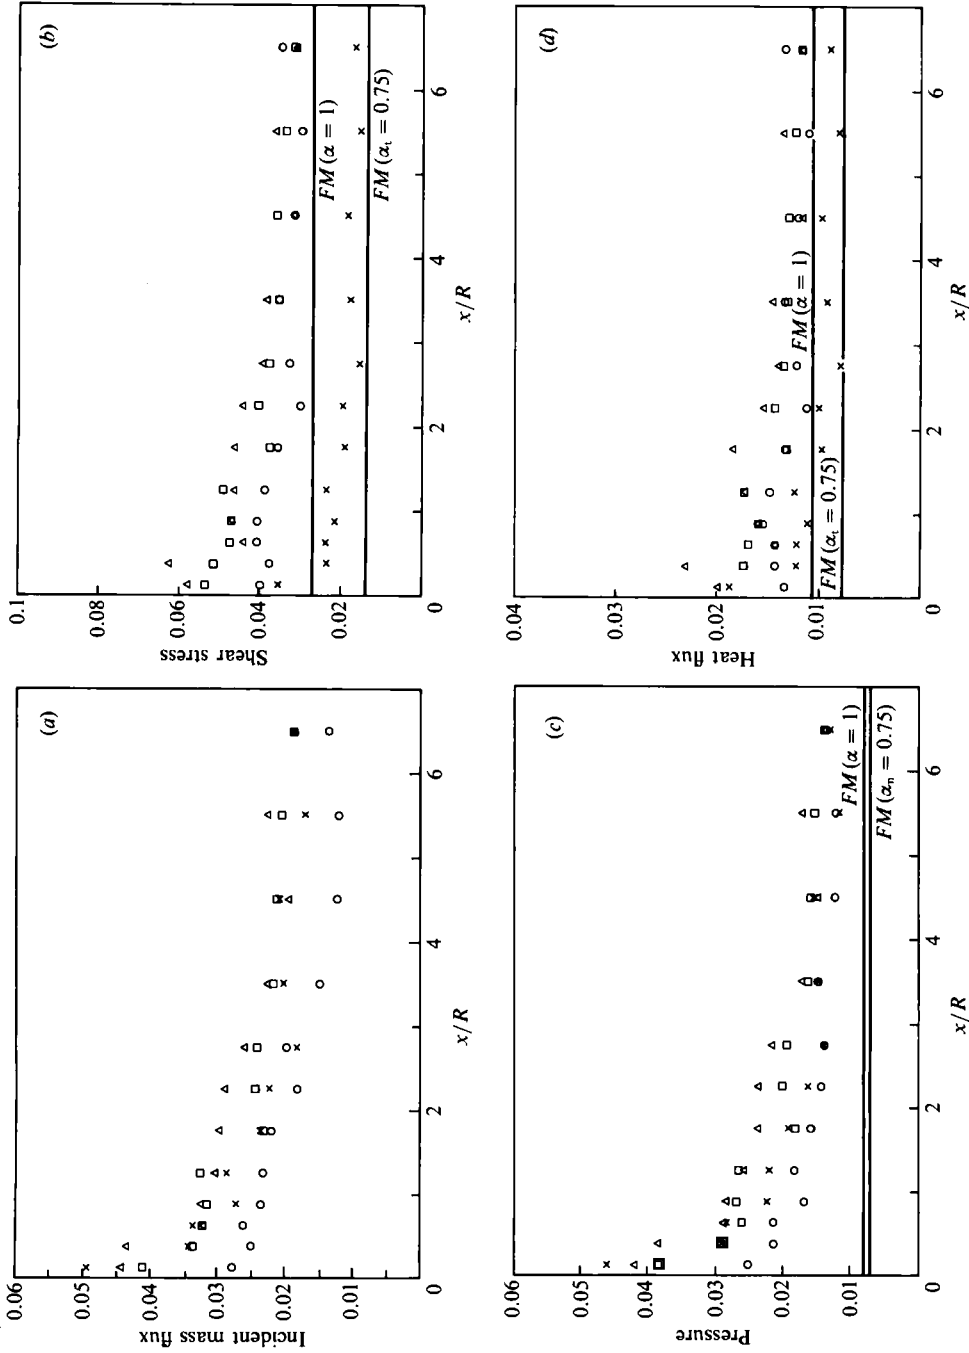 (a)
0.06
0.05
0.04
0.03
0.02
0.01
0
2
4
6
Incident mass flux
x/R
(b)
0.1
0.08
0.06
0.04
0.02
0
2
4
6
Shear stress
x/R
FM (α = 1)
FM (αt = 0.75)
(c)
0.06
0.05
0.04
0.03
0.02
0.01
0
2
4
6
Pressure
x/R
FM (α = 1)
FM (αn = 0.75)
(d)
0.04
0.03
0.02
0.01
0
2
4
6
Heat flux
x/R
FM (α = 1)
FM (αt = 0.75)